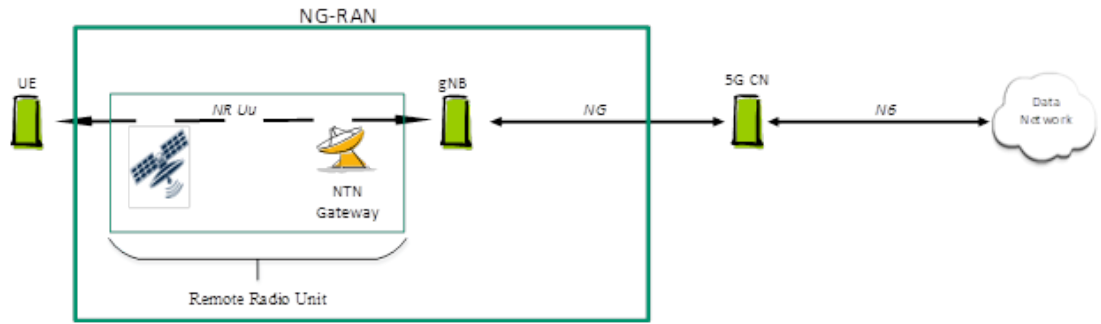 NG-RAN
UE
gNB
5G CN
NR Uu
NG
N6
Data
Network
NTN
Gateway
Remote Radio Unit